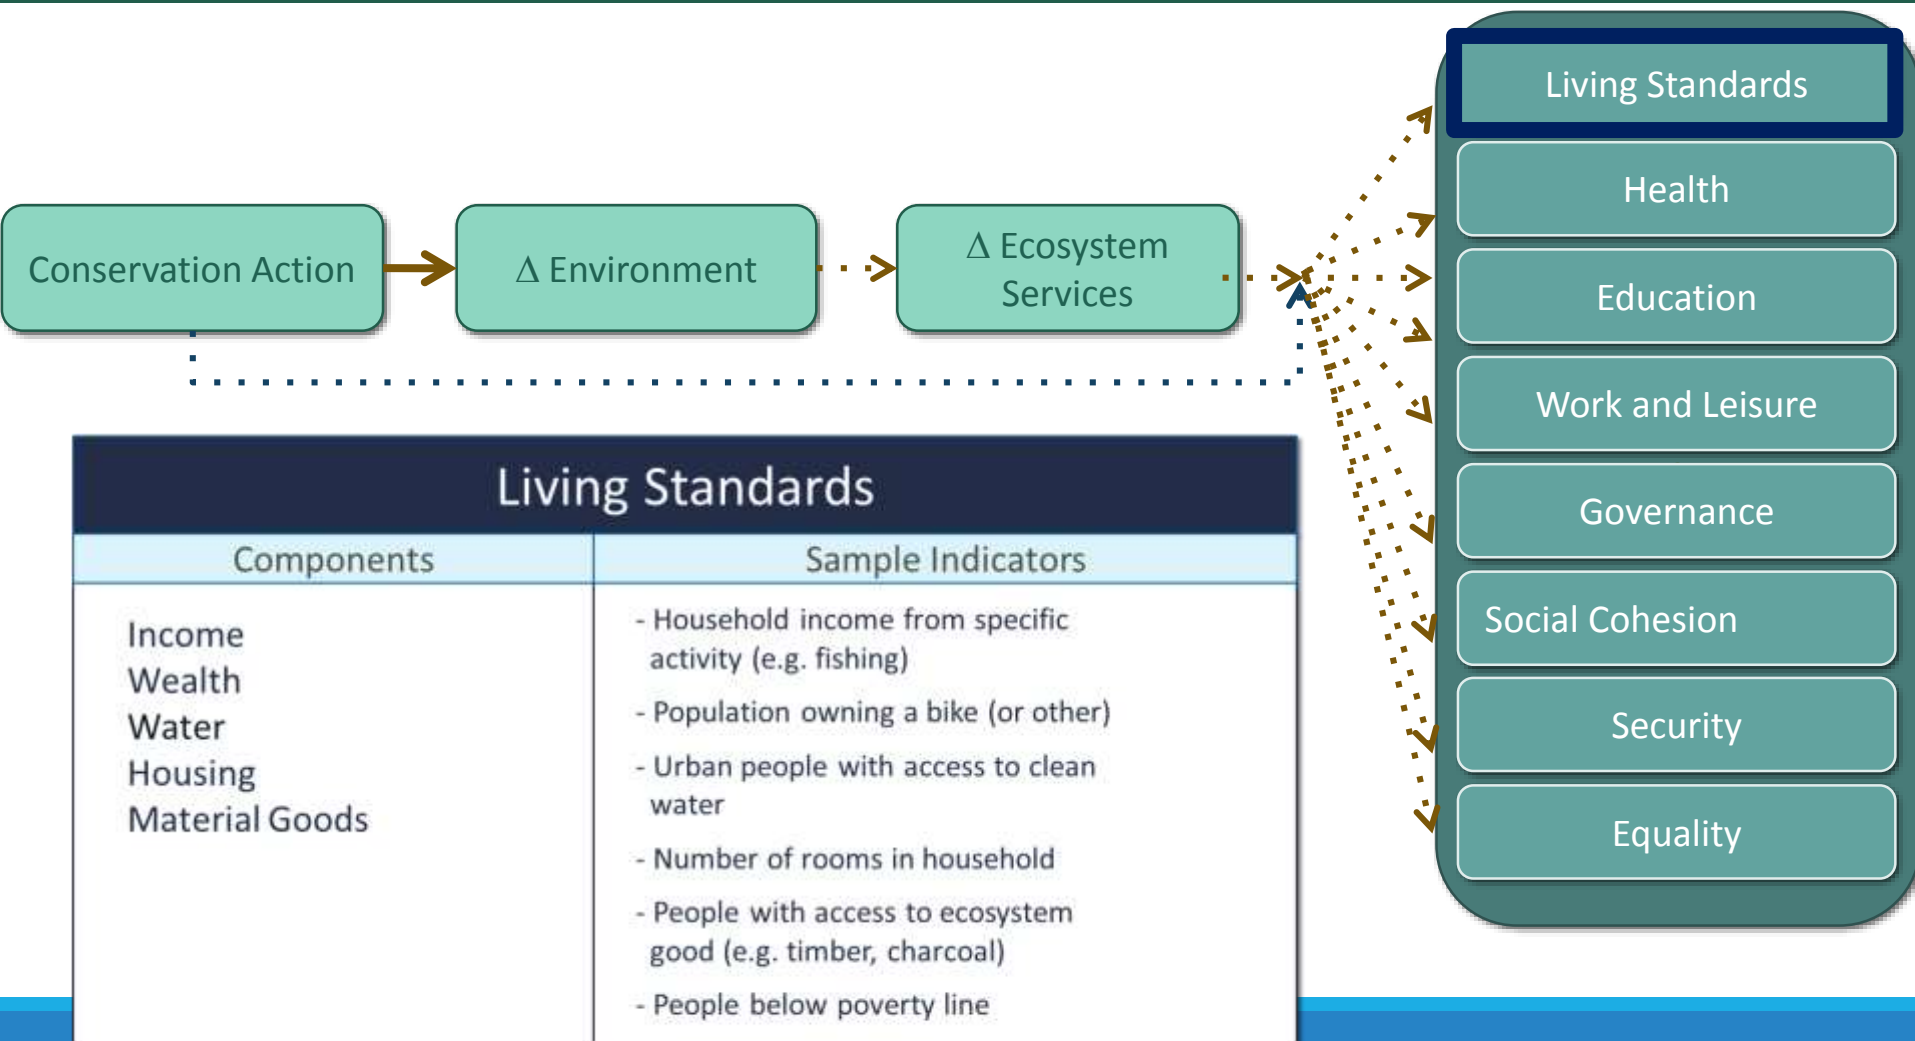 Living Standards
Health
Education
Work and Leisure
Governance
Social Cohesion
Security
Equality
Conservation Action
Δ Environment
Δ Ecosystem
Services
Living Standards
Components
Sample Indicators
Income
Wealth
Water
Housing
Material Goods
- Household income from specific
activity (e.g. fishing)
- Population owning a bike (or other)
- Urban people with access to clean
water
- Number of rooms in household
- People with access to ecosystem
good (e.g. timber, charcoal)
- People below poverty line